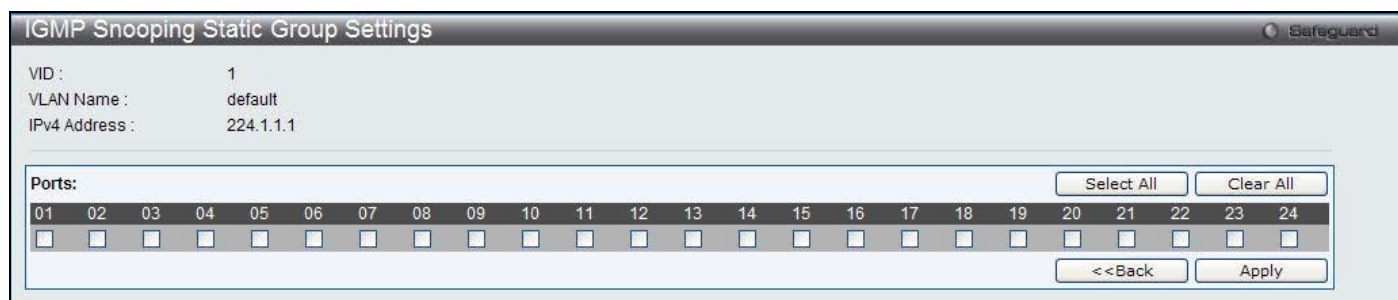 IGMP Snooping Static Group Settings Safeguard
VID : 1
VLAN Name : default
IPv4 Address : 224.1.1.1
Ports: Select All Clear All
01 02 03 04 05 06 07 08 09 10 11 12 13 14 15 16 17 18 19 20 21 22 23 24
<<Back Apply